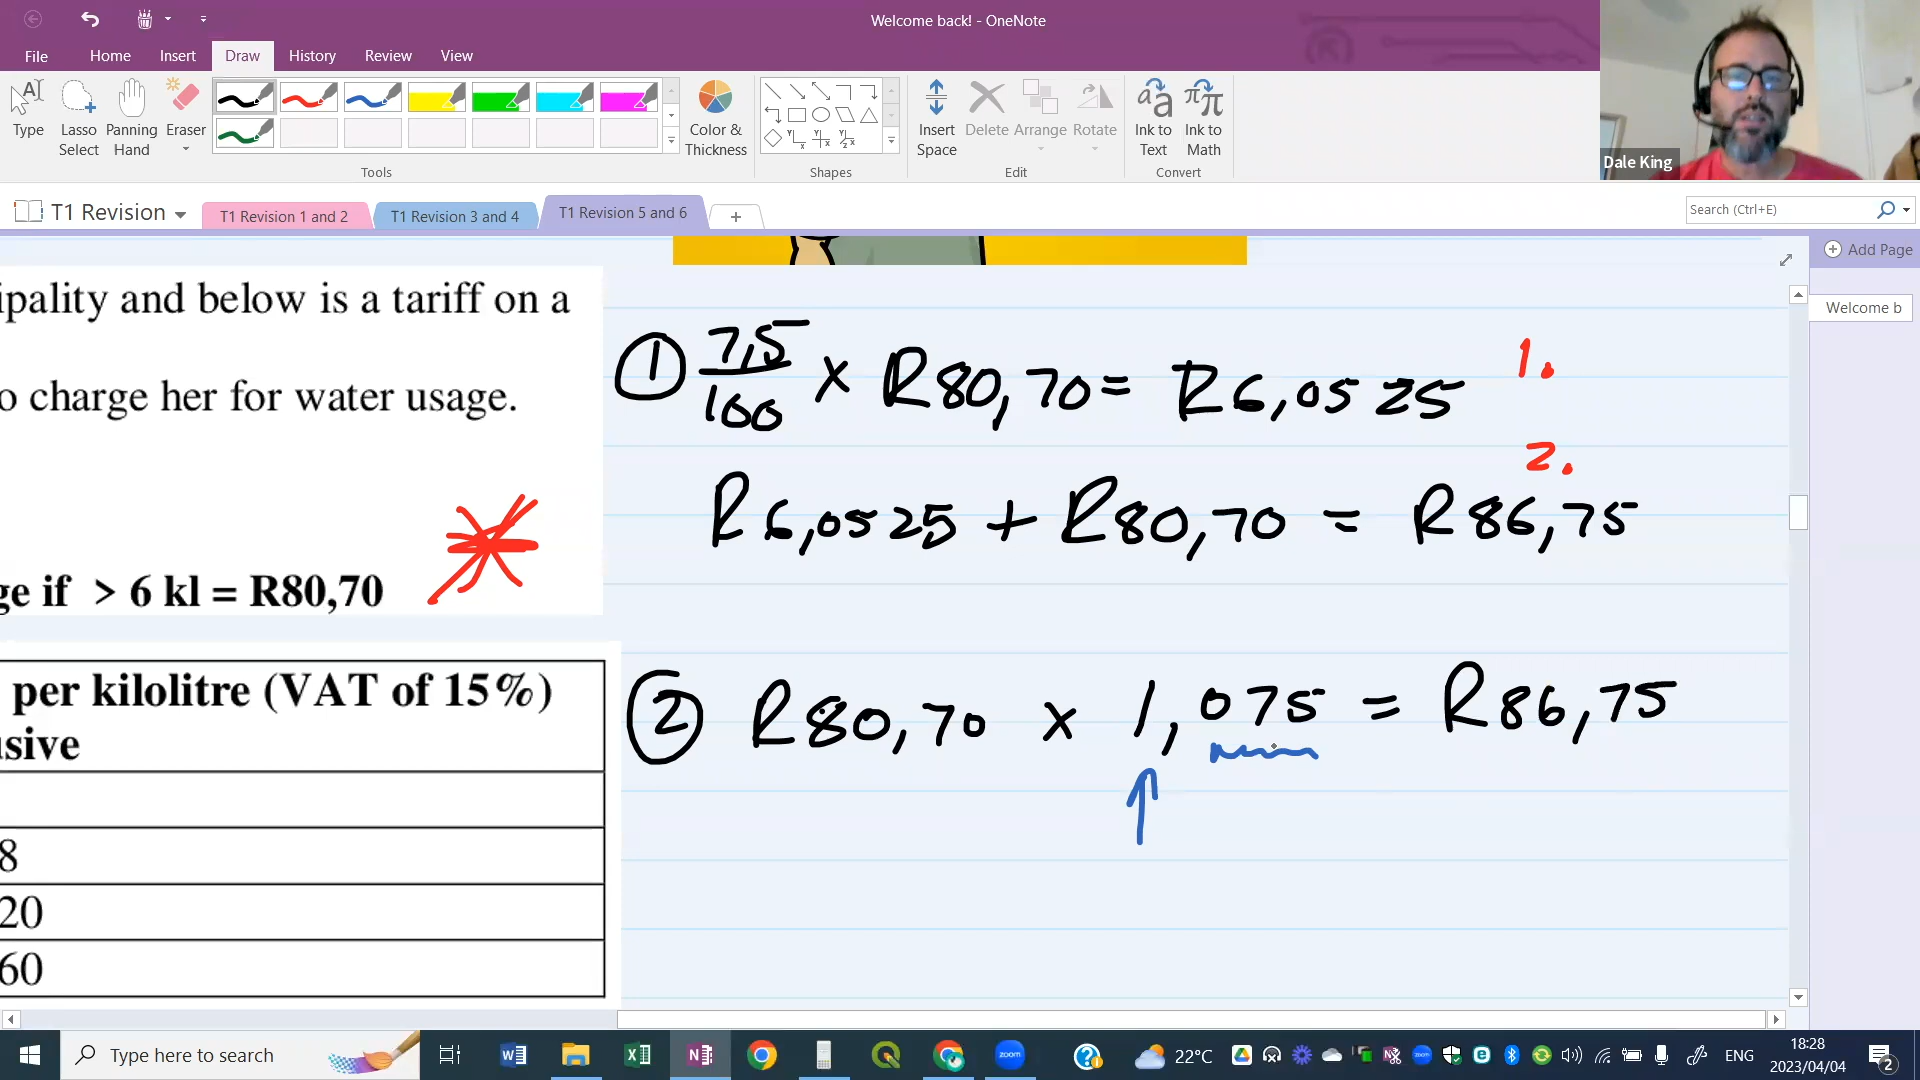 Welcome back! - OneNote
File Home Insert Draw History Review View
Type
Lasso Select
Panning Hand
Eraser
Tools
Color & Thickness
Shapes
Insert Space
Delete
Arrange
Rotate
Edit
Ink to Text
Ink to Math
Convert
Dale King
T1 Revision
T1 Revision 1 and 2
T1 Revision 3 and 4
T1 Revision 5 and 6
Search (Ctrl+E)
Add Page
Welcome b
ipality and below is a tariff on a
o charge her for water usage.
ge if > 6 kl = R80,70
per kilolitre (VAT of 15%)
usive
8
20
60
① 7,5/100 × R80,70 = R6,0525
1.
2.
R6,0525 + R80,70 = R86,75
② R80,70 × 1,075 = R86,75
Type here to search
zoom
22°C
ENG
18:28
2023/04/04
2